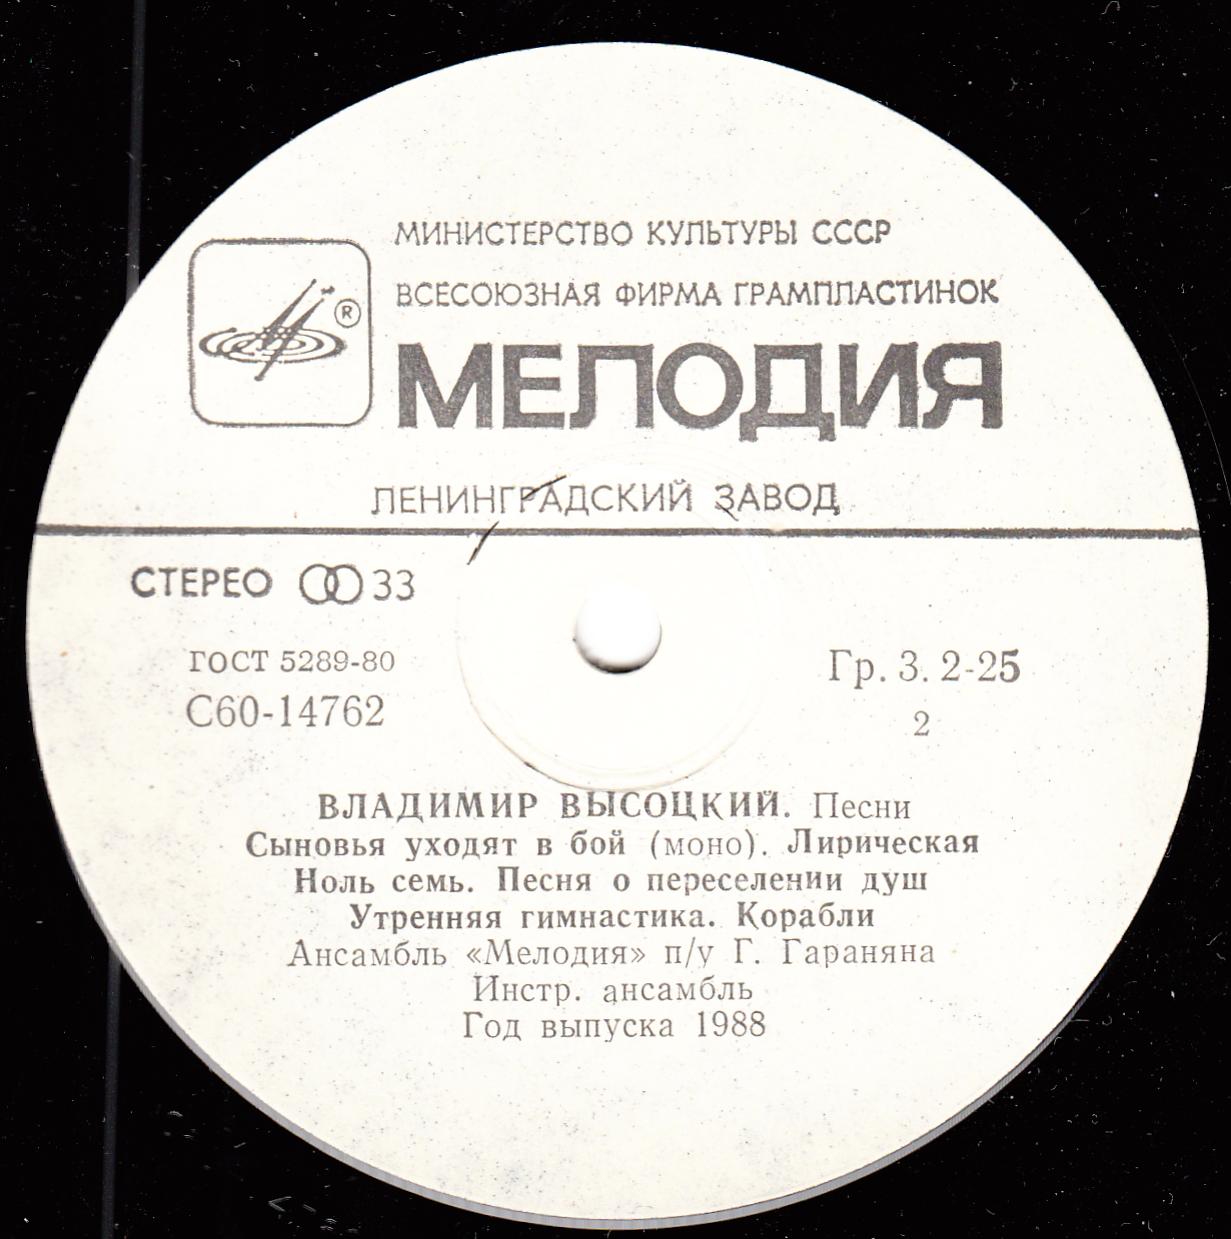 МИНИСТЕРСТВО КУЛЬТУРЫ СССР
ВСЕСОЮЗНАЯ ФИРМА ГРАМПЛАСТИНОК
®
МЕЛОДИЯ
ЛЕНИНГРАДСКИЙ ЗАВОД
СТЕРЕО 33
ГОСТ 5289-80
Гр. 3. 2-25
С60-14762
2
ВЛАДИМИР ВЫСОЦКИЙ. Песни
Сыновья уходят в бой (моно). Лирическая
Ноль семь. Песня о переселении душ
Утренняя гимнастика. Корабли
Ансамбль «Мелодия» п/у Г. Гараняна
Инстр. ансамбль
Год выпуска 1988